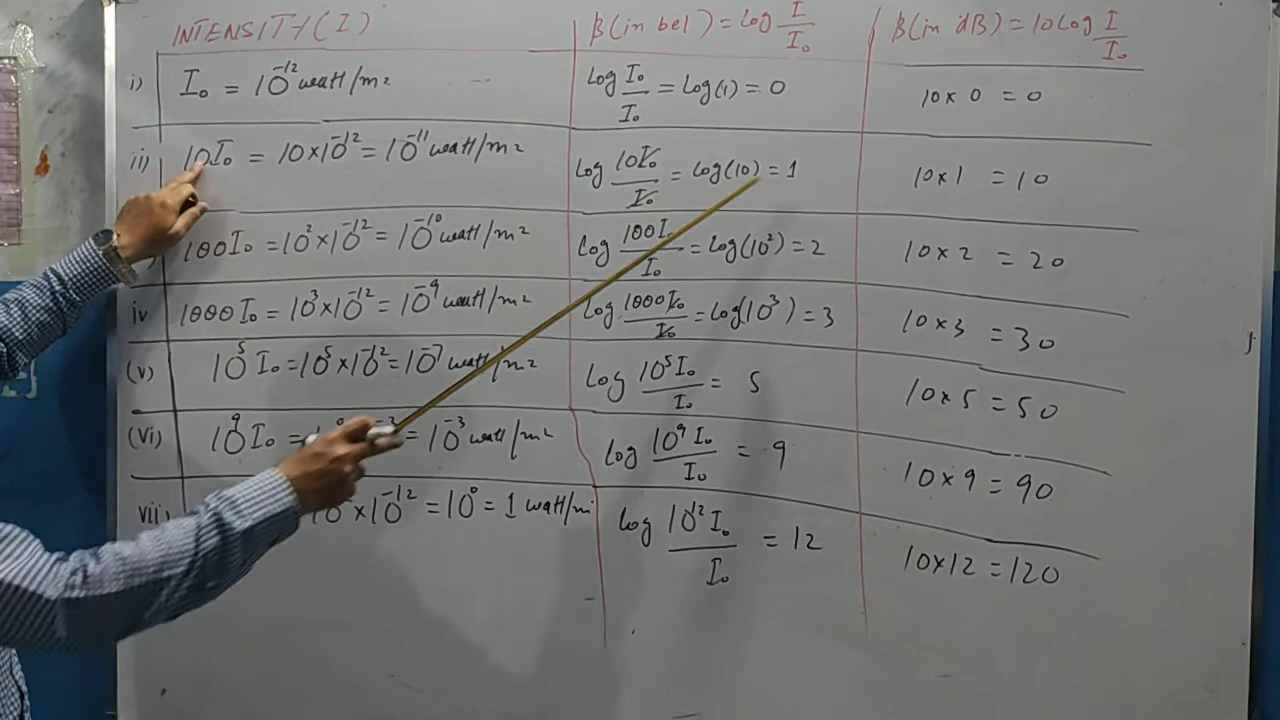 INTENSITY(I) β(in bel) = Log I/I₀ β(in dB) = 10 Log I/I₀
i) I₀ = 10⁻¹² watt/m² Log I₀/I₀ = Log(1) = 0 10×0 = 0
ii) 10I₀ = 10×10⁻¹² = 10⁻¹¹ watt/m² Log 10I₀/I₀ = Log(10) = 1 10×1 = 10
) 100I₀ = 10²×10⁻¹² = 10⁻¹⁰ watt/m² Log 100I₀/I₀ = Log(10²) = 2 10×2 = 20
iv 1000I₀ = 10³×10⁻¹² = 10⁻⁹ watt/m² Log 1000I₀/I₀ = Log(10³) = 3 10×3 = 30
(v) 10⁵I₀ = 10⁵×10⁻¹² = 10⁻⁷ watt/m² Log 10⁵I₀/I₀ = 5 10×5 = 50
(vi) 10⁹I₀ = = 10⁻³ watt/m² Log 10⁹I₀/I₀ = 9 10×9 = 90
vii) ×10⁻¹² = 10⁰ = 1 watt/m Log 10¹²I₀/I₀ = 12 10×12 = 120